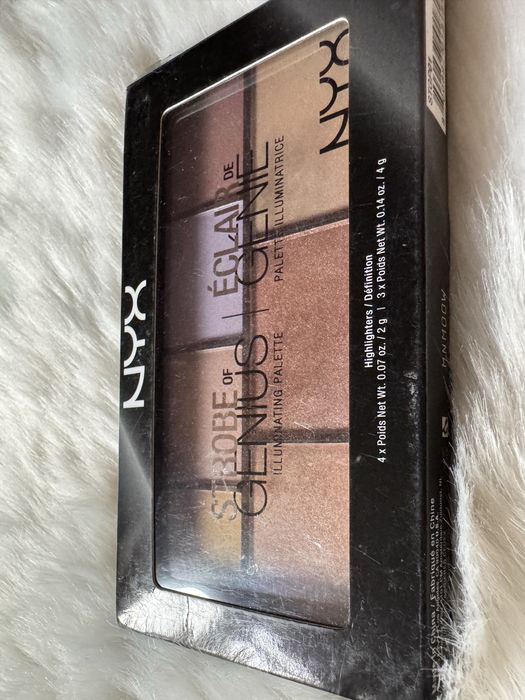 NYX
STROBE OF
GENIUS
ILLUMINATING PALETTE
ÉCLAIR DE
GENIE
PALETTE ILLUMINATRICE
NYX
Highlighters / Définition
4 x Poids Net Wt. 0.07 oz. / 2 g | 3 x Poids Net Wt. 0.14 oz. / 4 g
China / Fabriqué en Chine